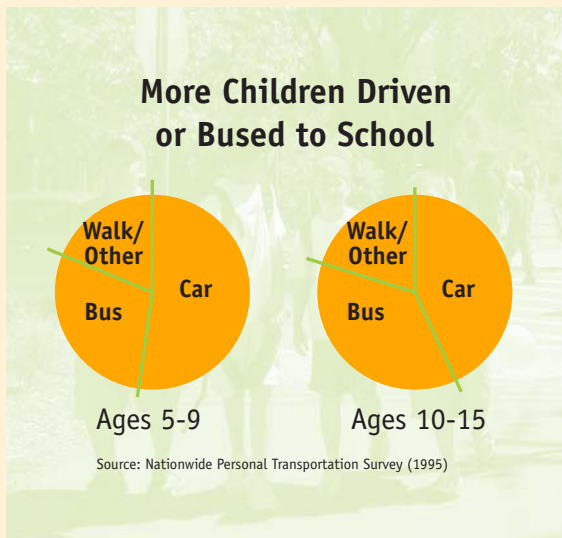 More Children Driven
or Bused to School
Walk/
Other
Car
Bus
Walk/
Other
Car
Bus
Ages 5-9
Ages 10-15
Source: Nationwide Personal Transportation Survey (1995)